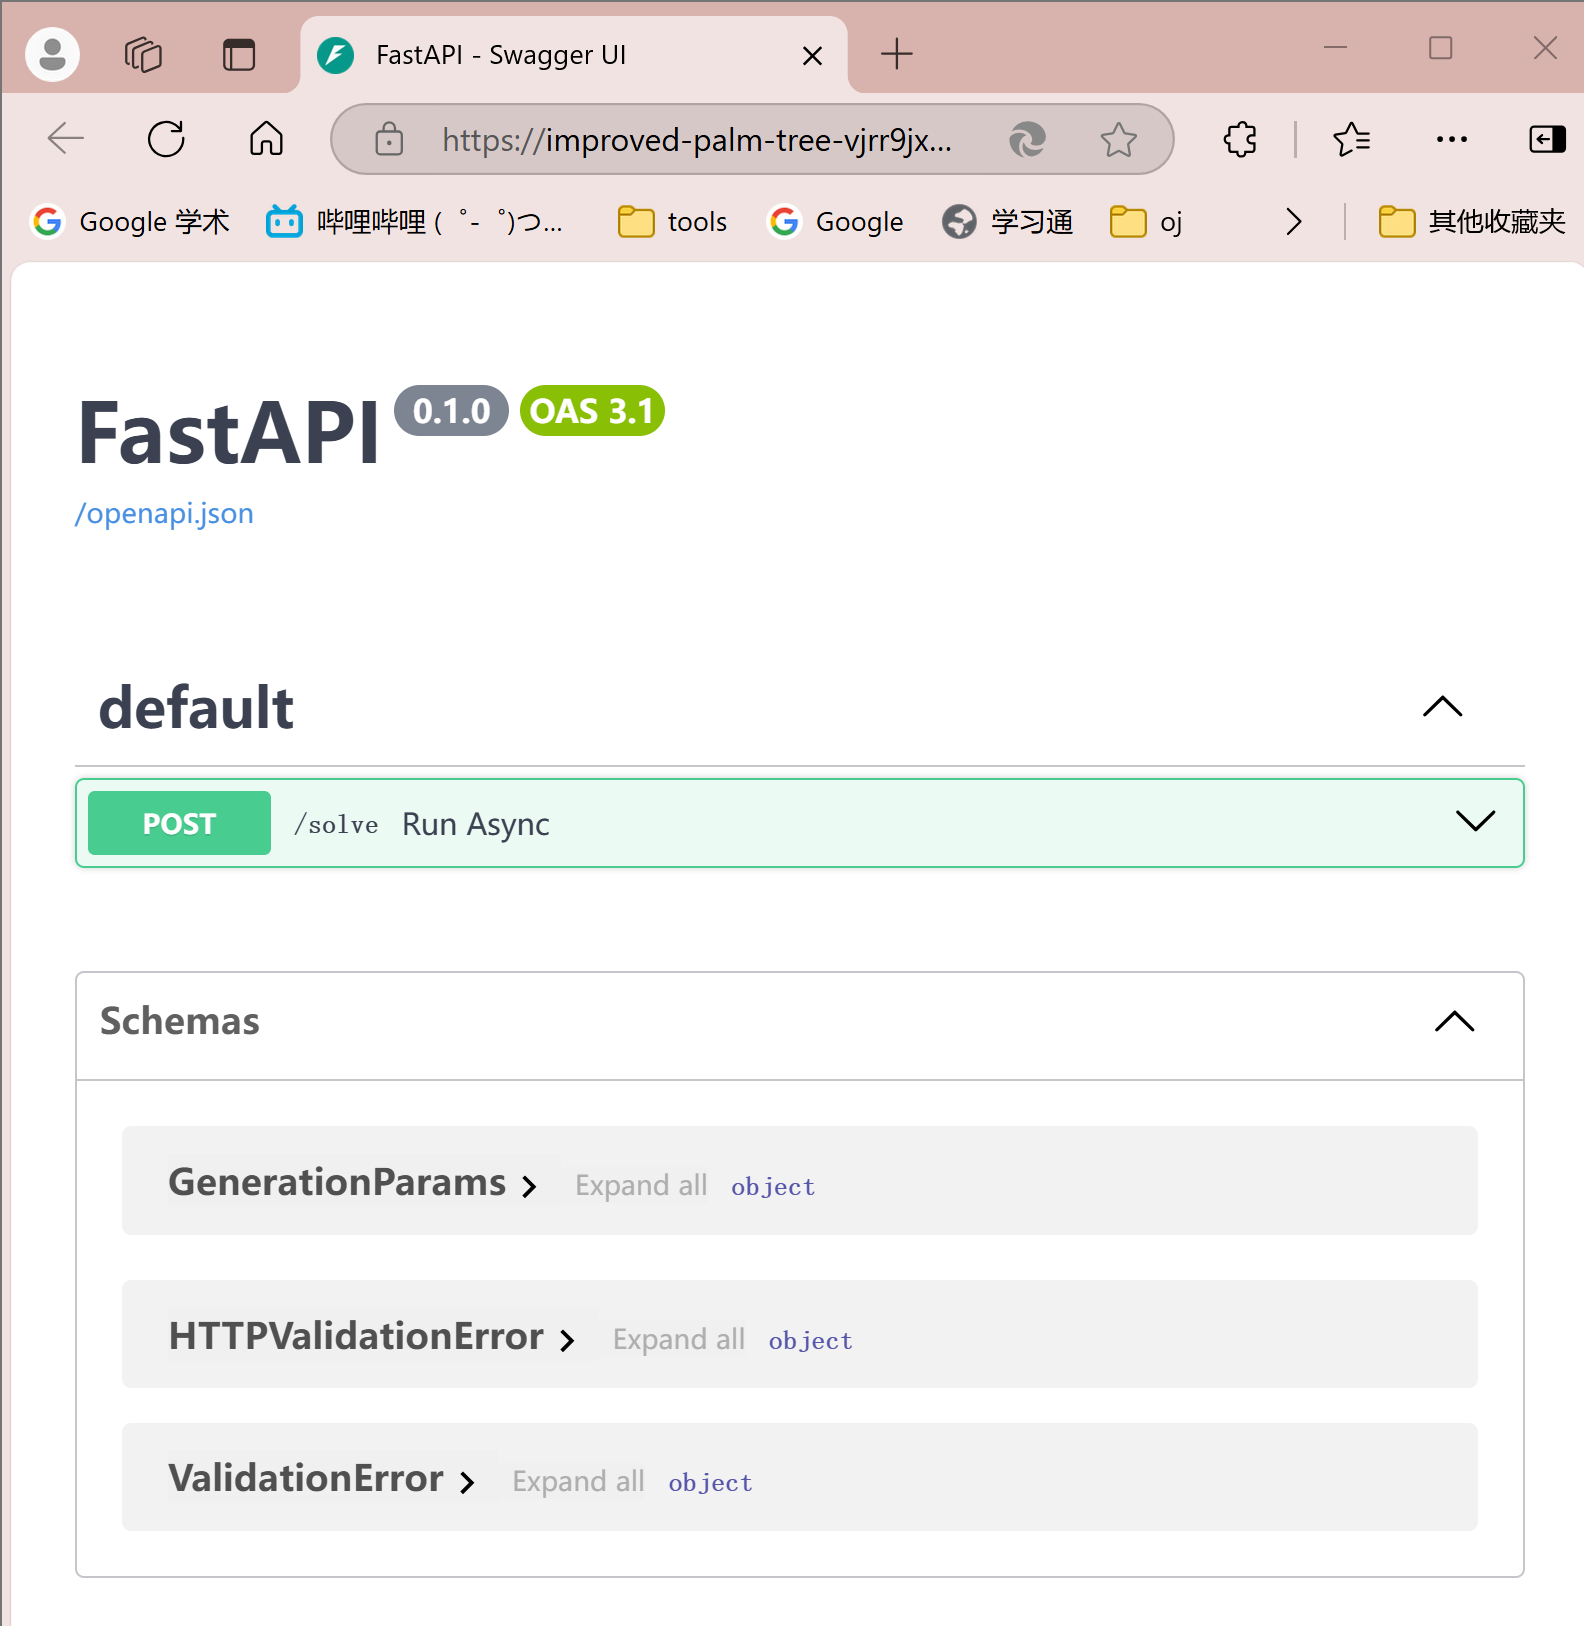 FastAPI - Swagger UI
https://improved-palm-tree-vjrr9jx...
Google 学术 哔哩哔哩 ( ゜- ゜)つ... tools Google 学习通 oj 其他收藏夹
FastAPI 0.1.0 OAS 3.1
/openapi.json
default
POST /solve Run Async
Schemas
GenerationParams Expand all object
HTTPValidationError Expand all object
ValidationError Expand all object